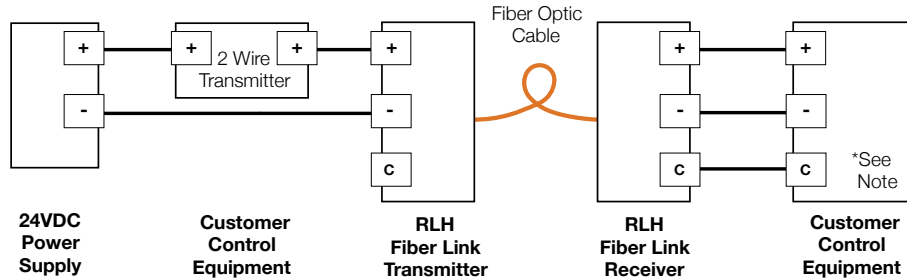 Fiber Optic
Cable
+ + + + + +
2 Wire
Transmitter
- - - -
C C C
*See
Note
24VDC
Power
Supply
Customer
Control
Equipment
RLH
Fiber Link
Transmitter
RLH
Fiber Link
Receiver
Customer
Control
Equipment